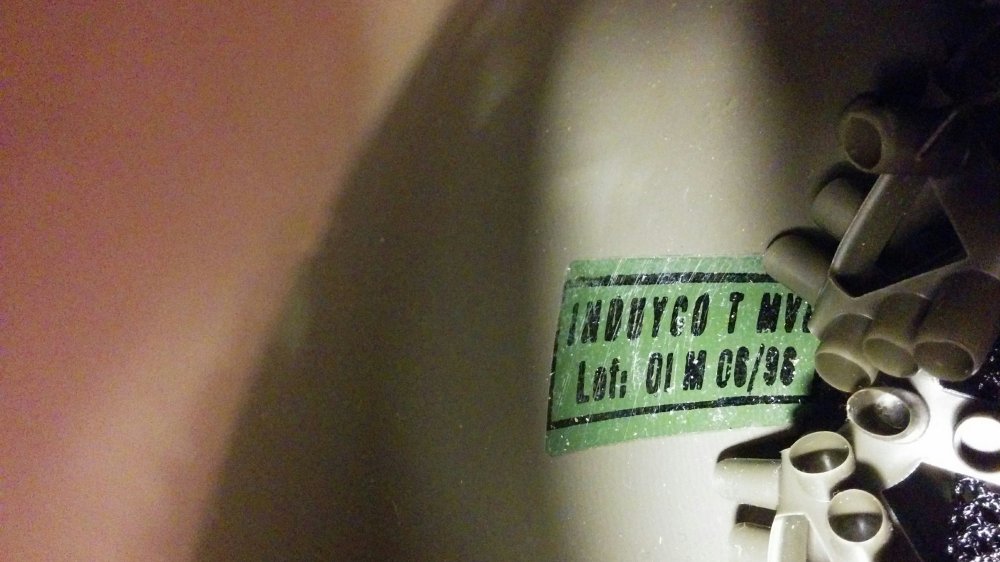 INDUYCO T
Lot: 01 M 06/96